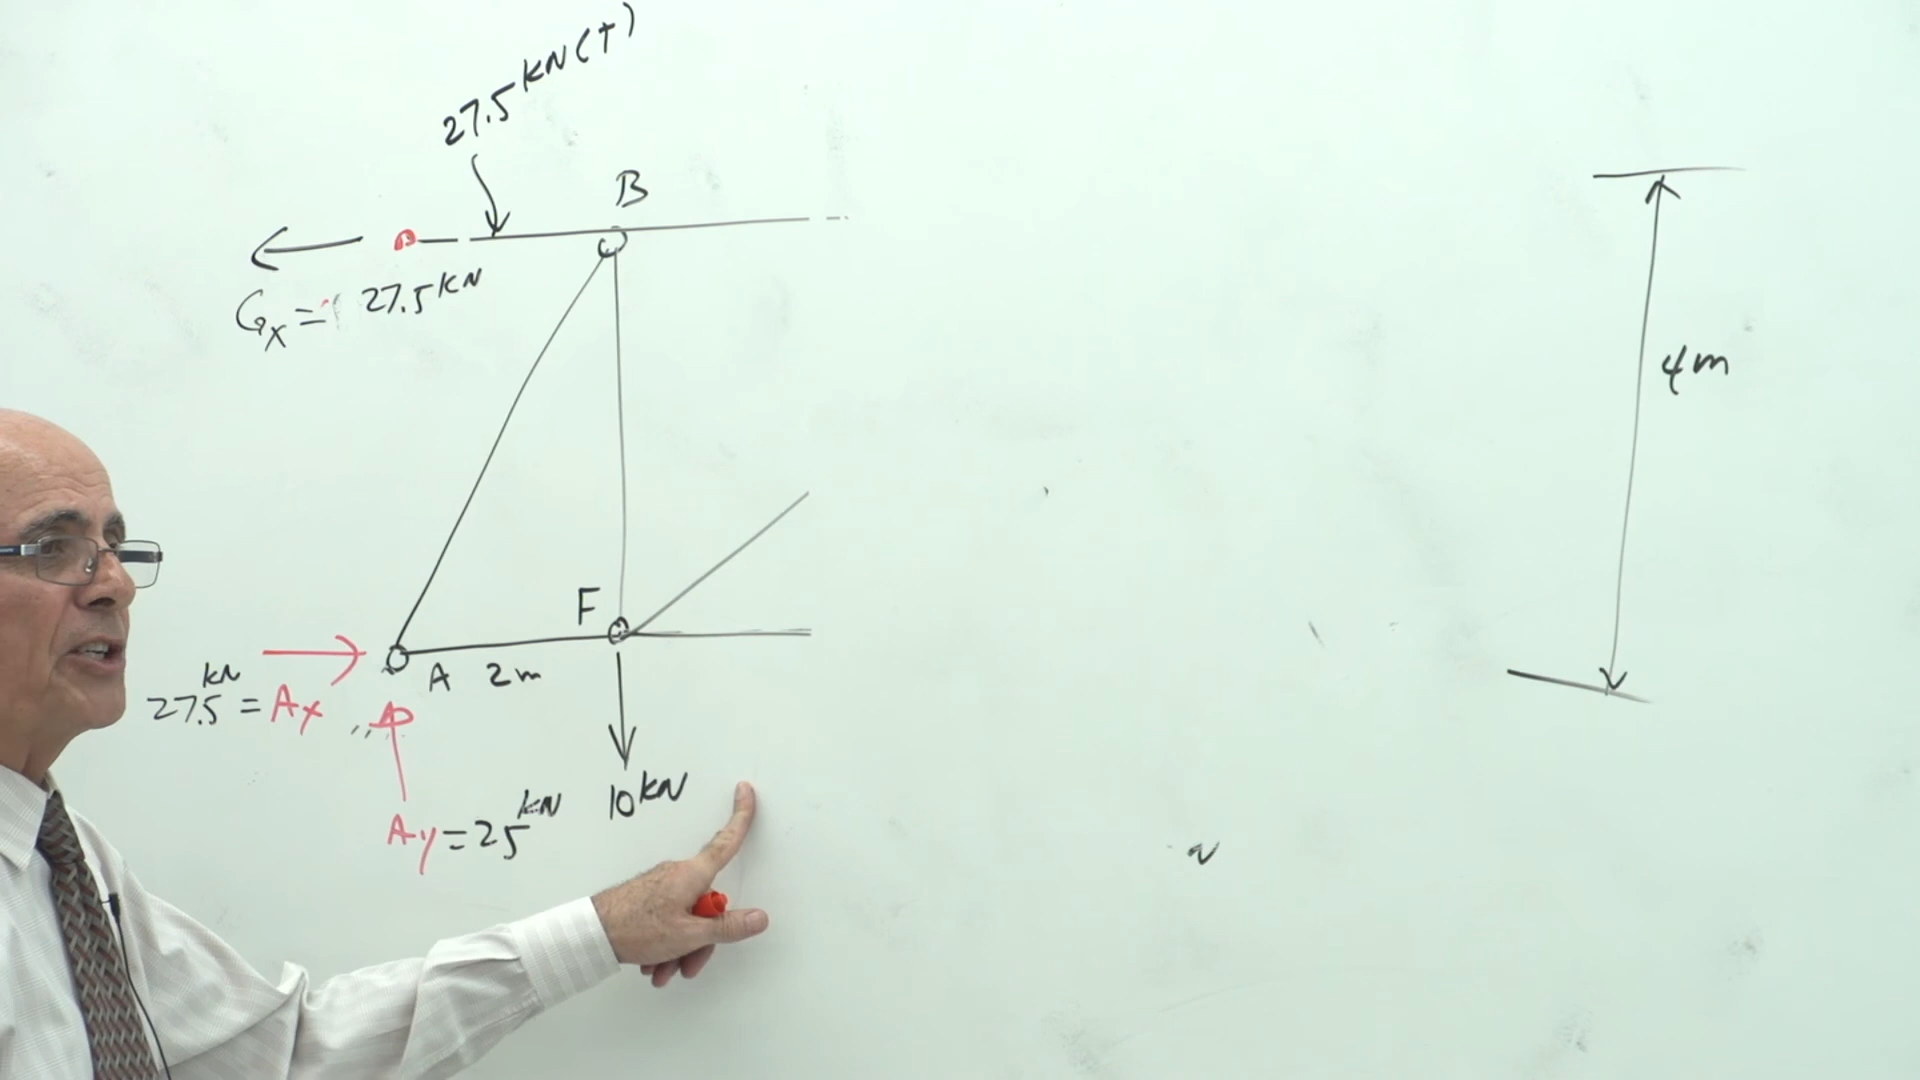 27.5 kN (T)
B
Gx = 27.5 kN
4m
F
A 2m
27.5 kN = Ax
Ay = 25 kN
10 kN